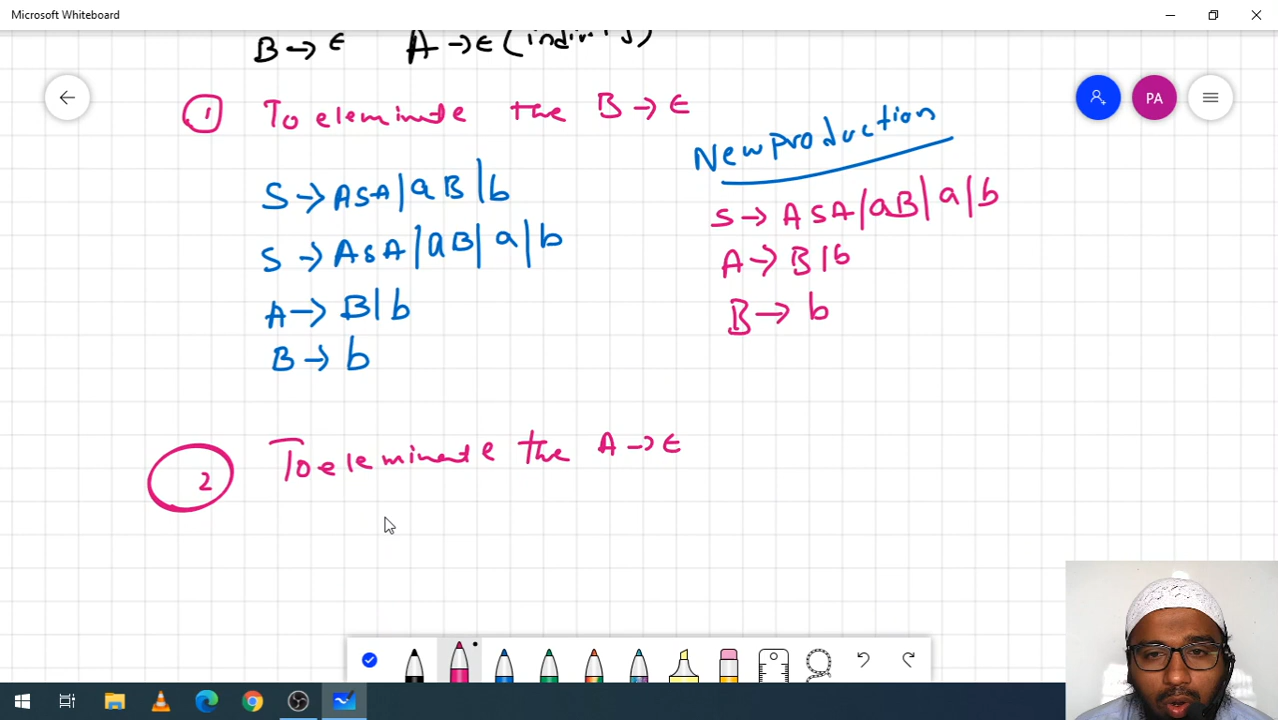 Microsoft Whiteboard
B → ∈ A → ∈ (
① To eleminate the B → ∈
New production
S → ASA | aB | b
S → ASA | aB | a | b
S → ASA | aB | a | b
A → B | b
A → B | b
B → b
B → b
② To eleminate the A → ∈
PA